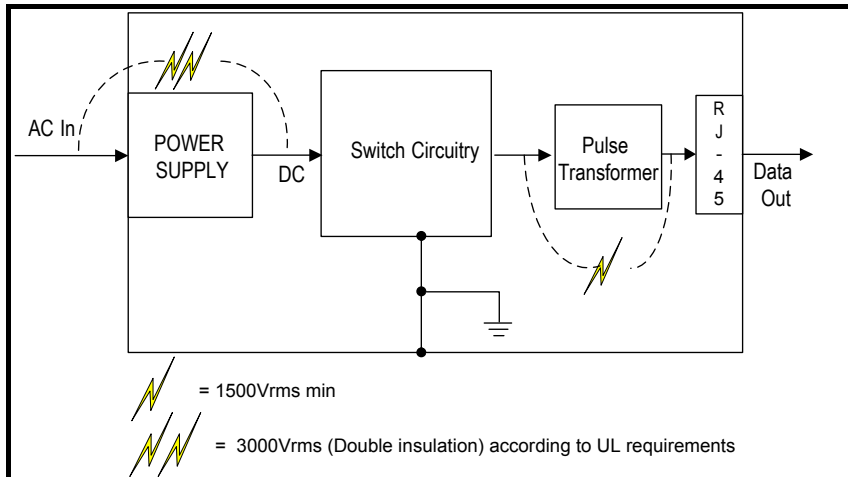 AC In
POWER
SUPPLY
DC
Switch Circuitry
Pulse
Transformer
R
J
-
4
5
Data
Out
= 1500Vrms min
= 3000Vrms (Double insulation) according to UL requirements